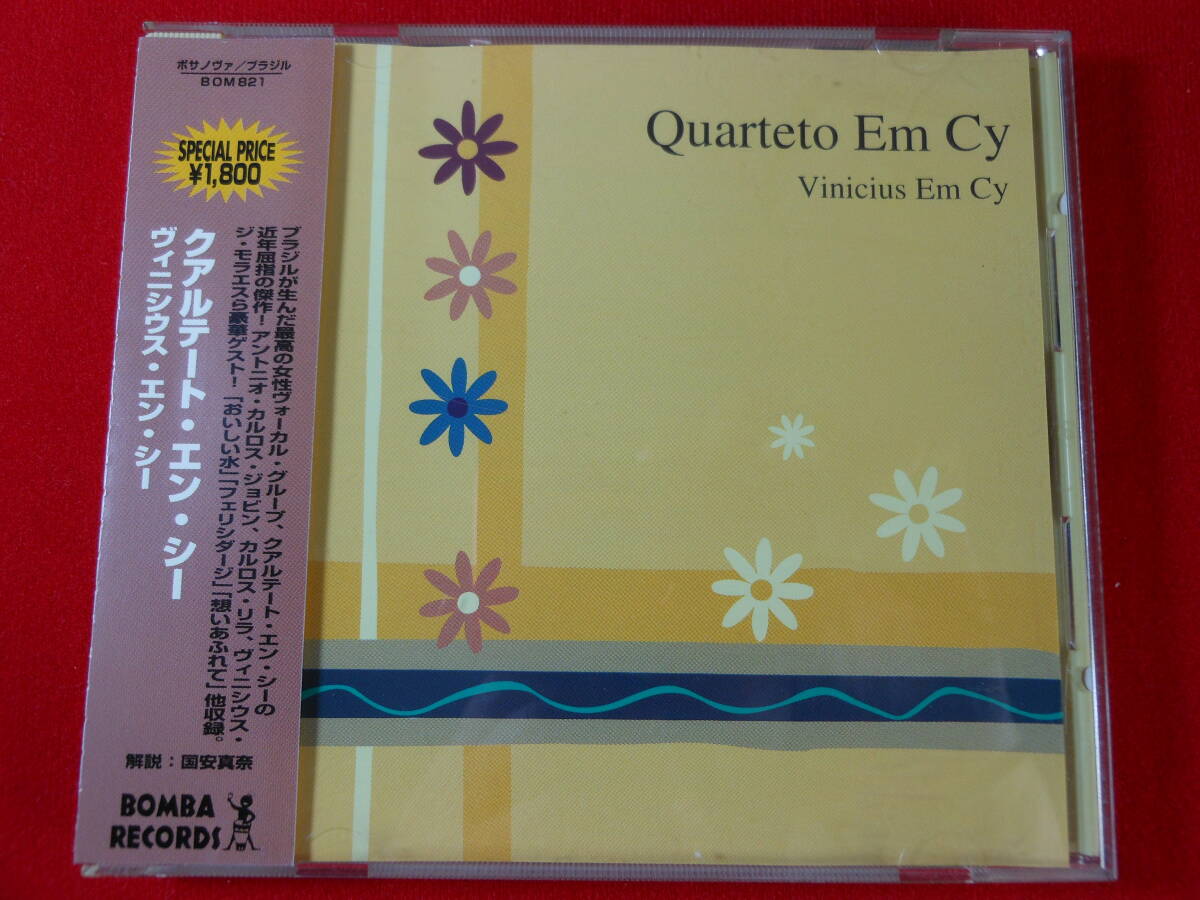 ボサノヴァ／ブラジル
BOM821
SPECIAL PRICE
¥1,800
クアルテート・エン・シー
ヴィニシウス・エン・シー
ブラジルが生んだ最高の女性ヴォーカル・グループ、クアルテート・エン・シーの
近年屈指の傑作！アントニオ・カルロス・ジョビン、カルロス・リラ、ヴィニシウス・
ジ・モラエスら豪華ゲスト！「おいしい水」「フェリシダージ」「想いあふれて」他収録。
解説：国安真奈
BOMBA
RECORDS
Quarteto Em Cy
Vinicius Em Cy